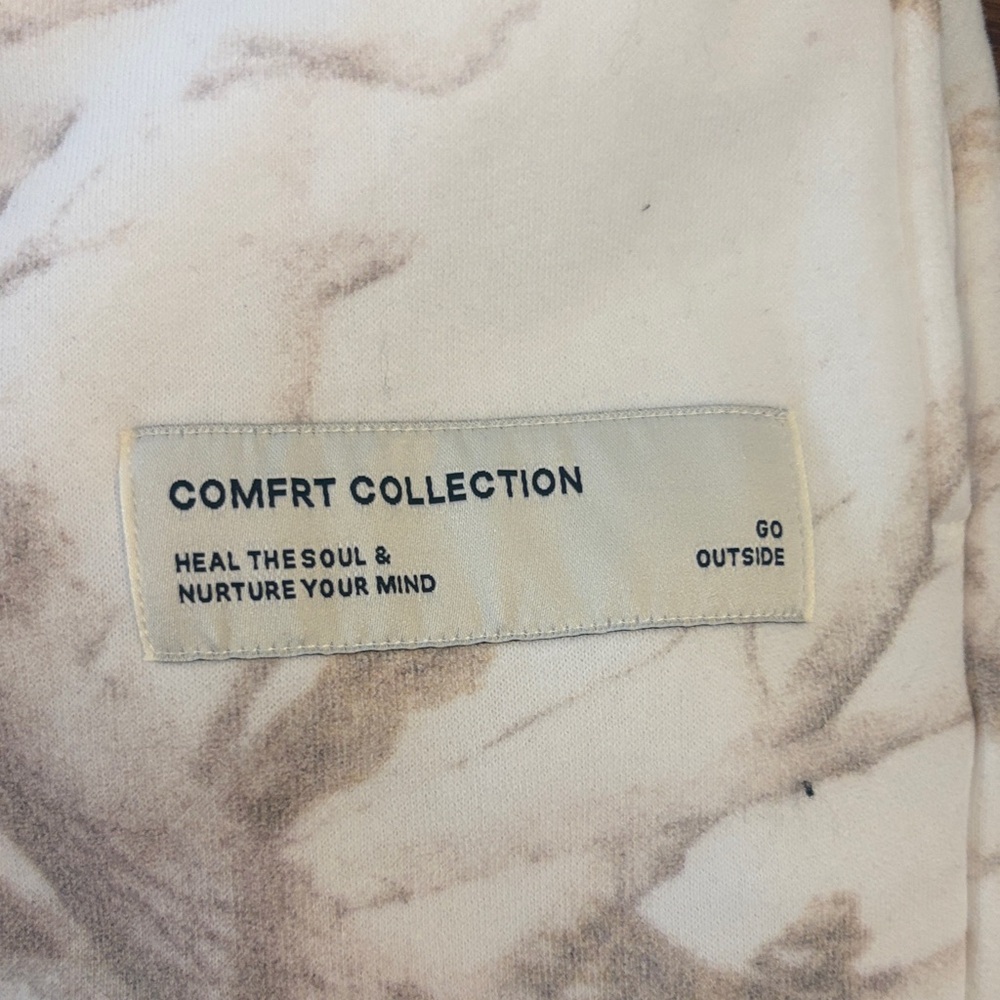 COMFRT COLLECTION
HEAL THE SOUL &
NURTURE YOUR MIND
GO
OUTSIDE